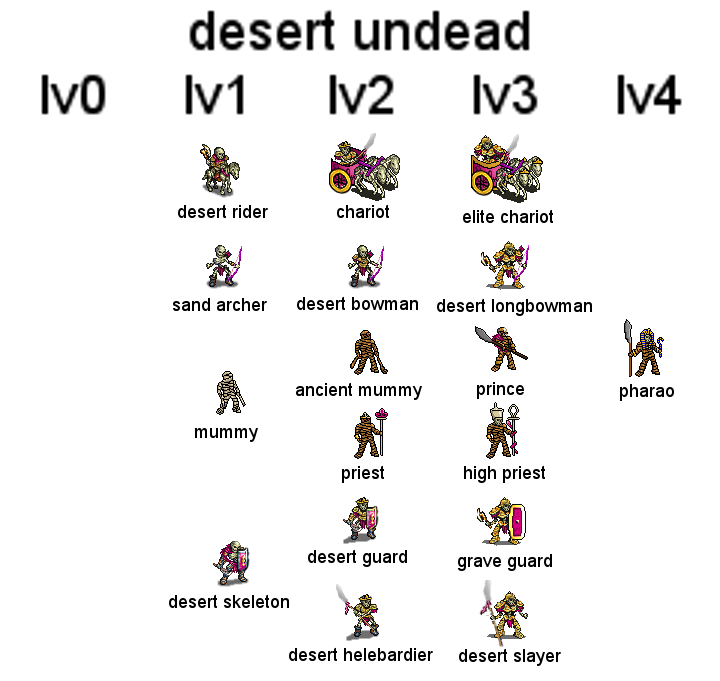 desert undead
lv0 lv1 lv2 lv3 lv4
desert rider chariot elite chariot
sand archer desert bowman desert longbowman
ancient mummy prince pharao
mummy
priest high priest
desert guard grave guard
desert skeleton
desert helebardier desert slayer